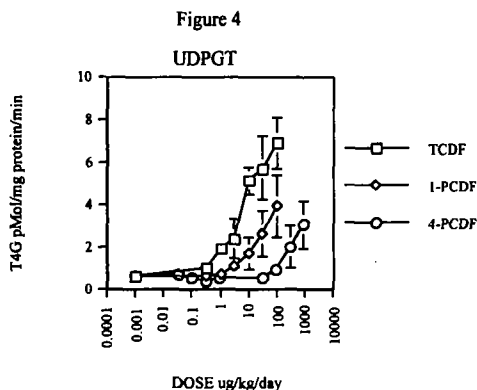 Figure 4
UDPGT
T4G pMol/mg protein/min
10
8
6
4
2
0
0.0001
0.001
0.01
0.1
1
10
100
1000
10000
DOSE ug/kg/day
TCDF
1-PCDF
4-PCDF